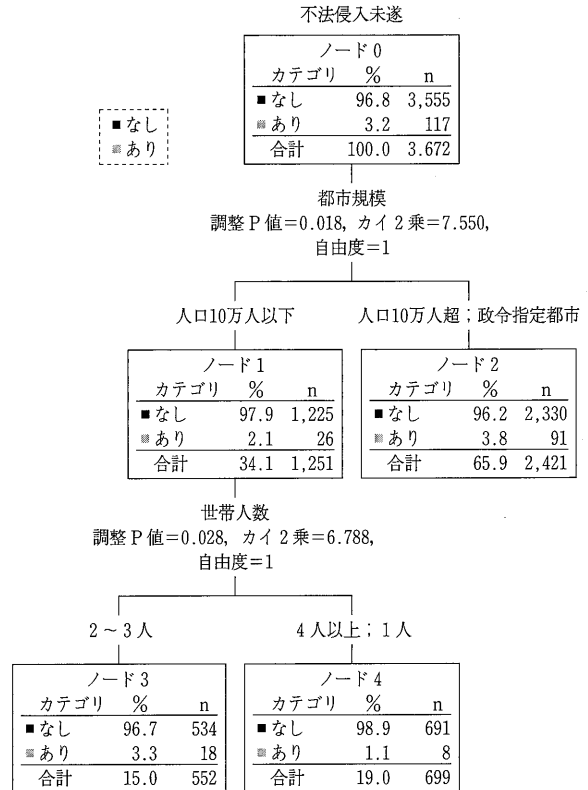 不法侵入未遂
ノード0
カテゴリ % n
■なし 96.8 3,555
■あり 3.2 117
合計 100.0 3.672
■なし
■あり
都市規模
調整P値=0.018, カイ2乗=7.550,
自由度=1
人口10万人以下 人口10万人超;政令指定都市
ノード1
カテゴリ % n
■なし 97.9 1,225
■あり 2.1 26
合計 34.1 1,251
ノード2
カテゴリ % n
■なし 96.2 2,330
■あり 3.8 91
合計 65.9 2,421
世帯人数
調整P値=0.028, カイ2乗=6.788,
自由度=1
2~3人 4人以上;1人
ノード3
カテゴリ % n
■なし 96.7 534
■あり 3.3 18
合計 15.0 552
ノード4
カテゴリ % n
■なし 98.9 691
■あり 1.1 8
合計 19.0 699